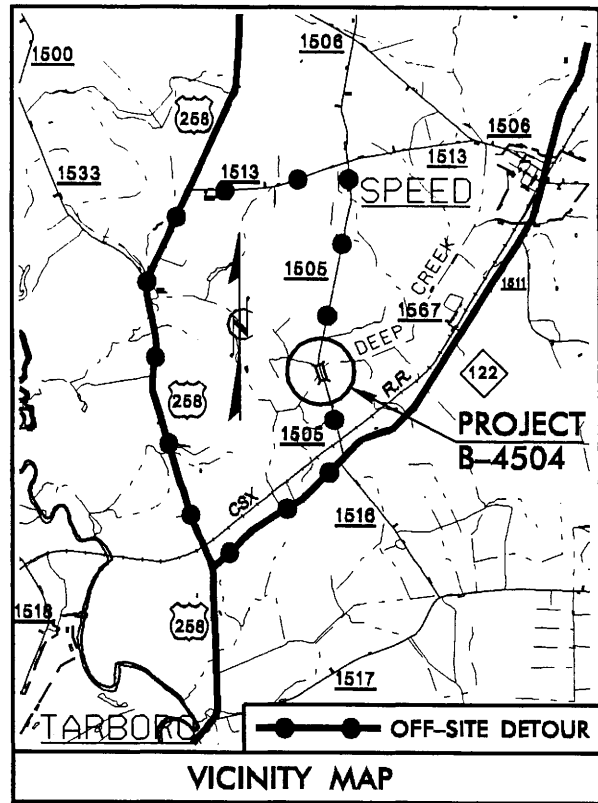 1500
1506
258
1506
1533
1513
1513
SPEED
1505
DEEP CREEK
1511
1567
122
258
R.R.
PROJECT
B-4504
1505
CSX
1516
1518
258
1517
TARBORO
OFF-SITE DETOUR
VICINITY MAP